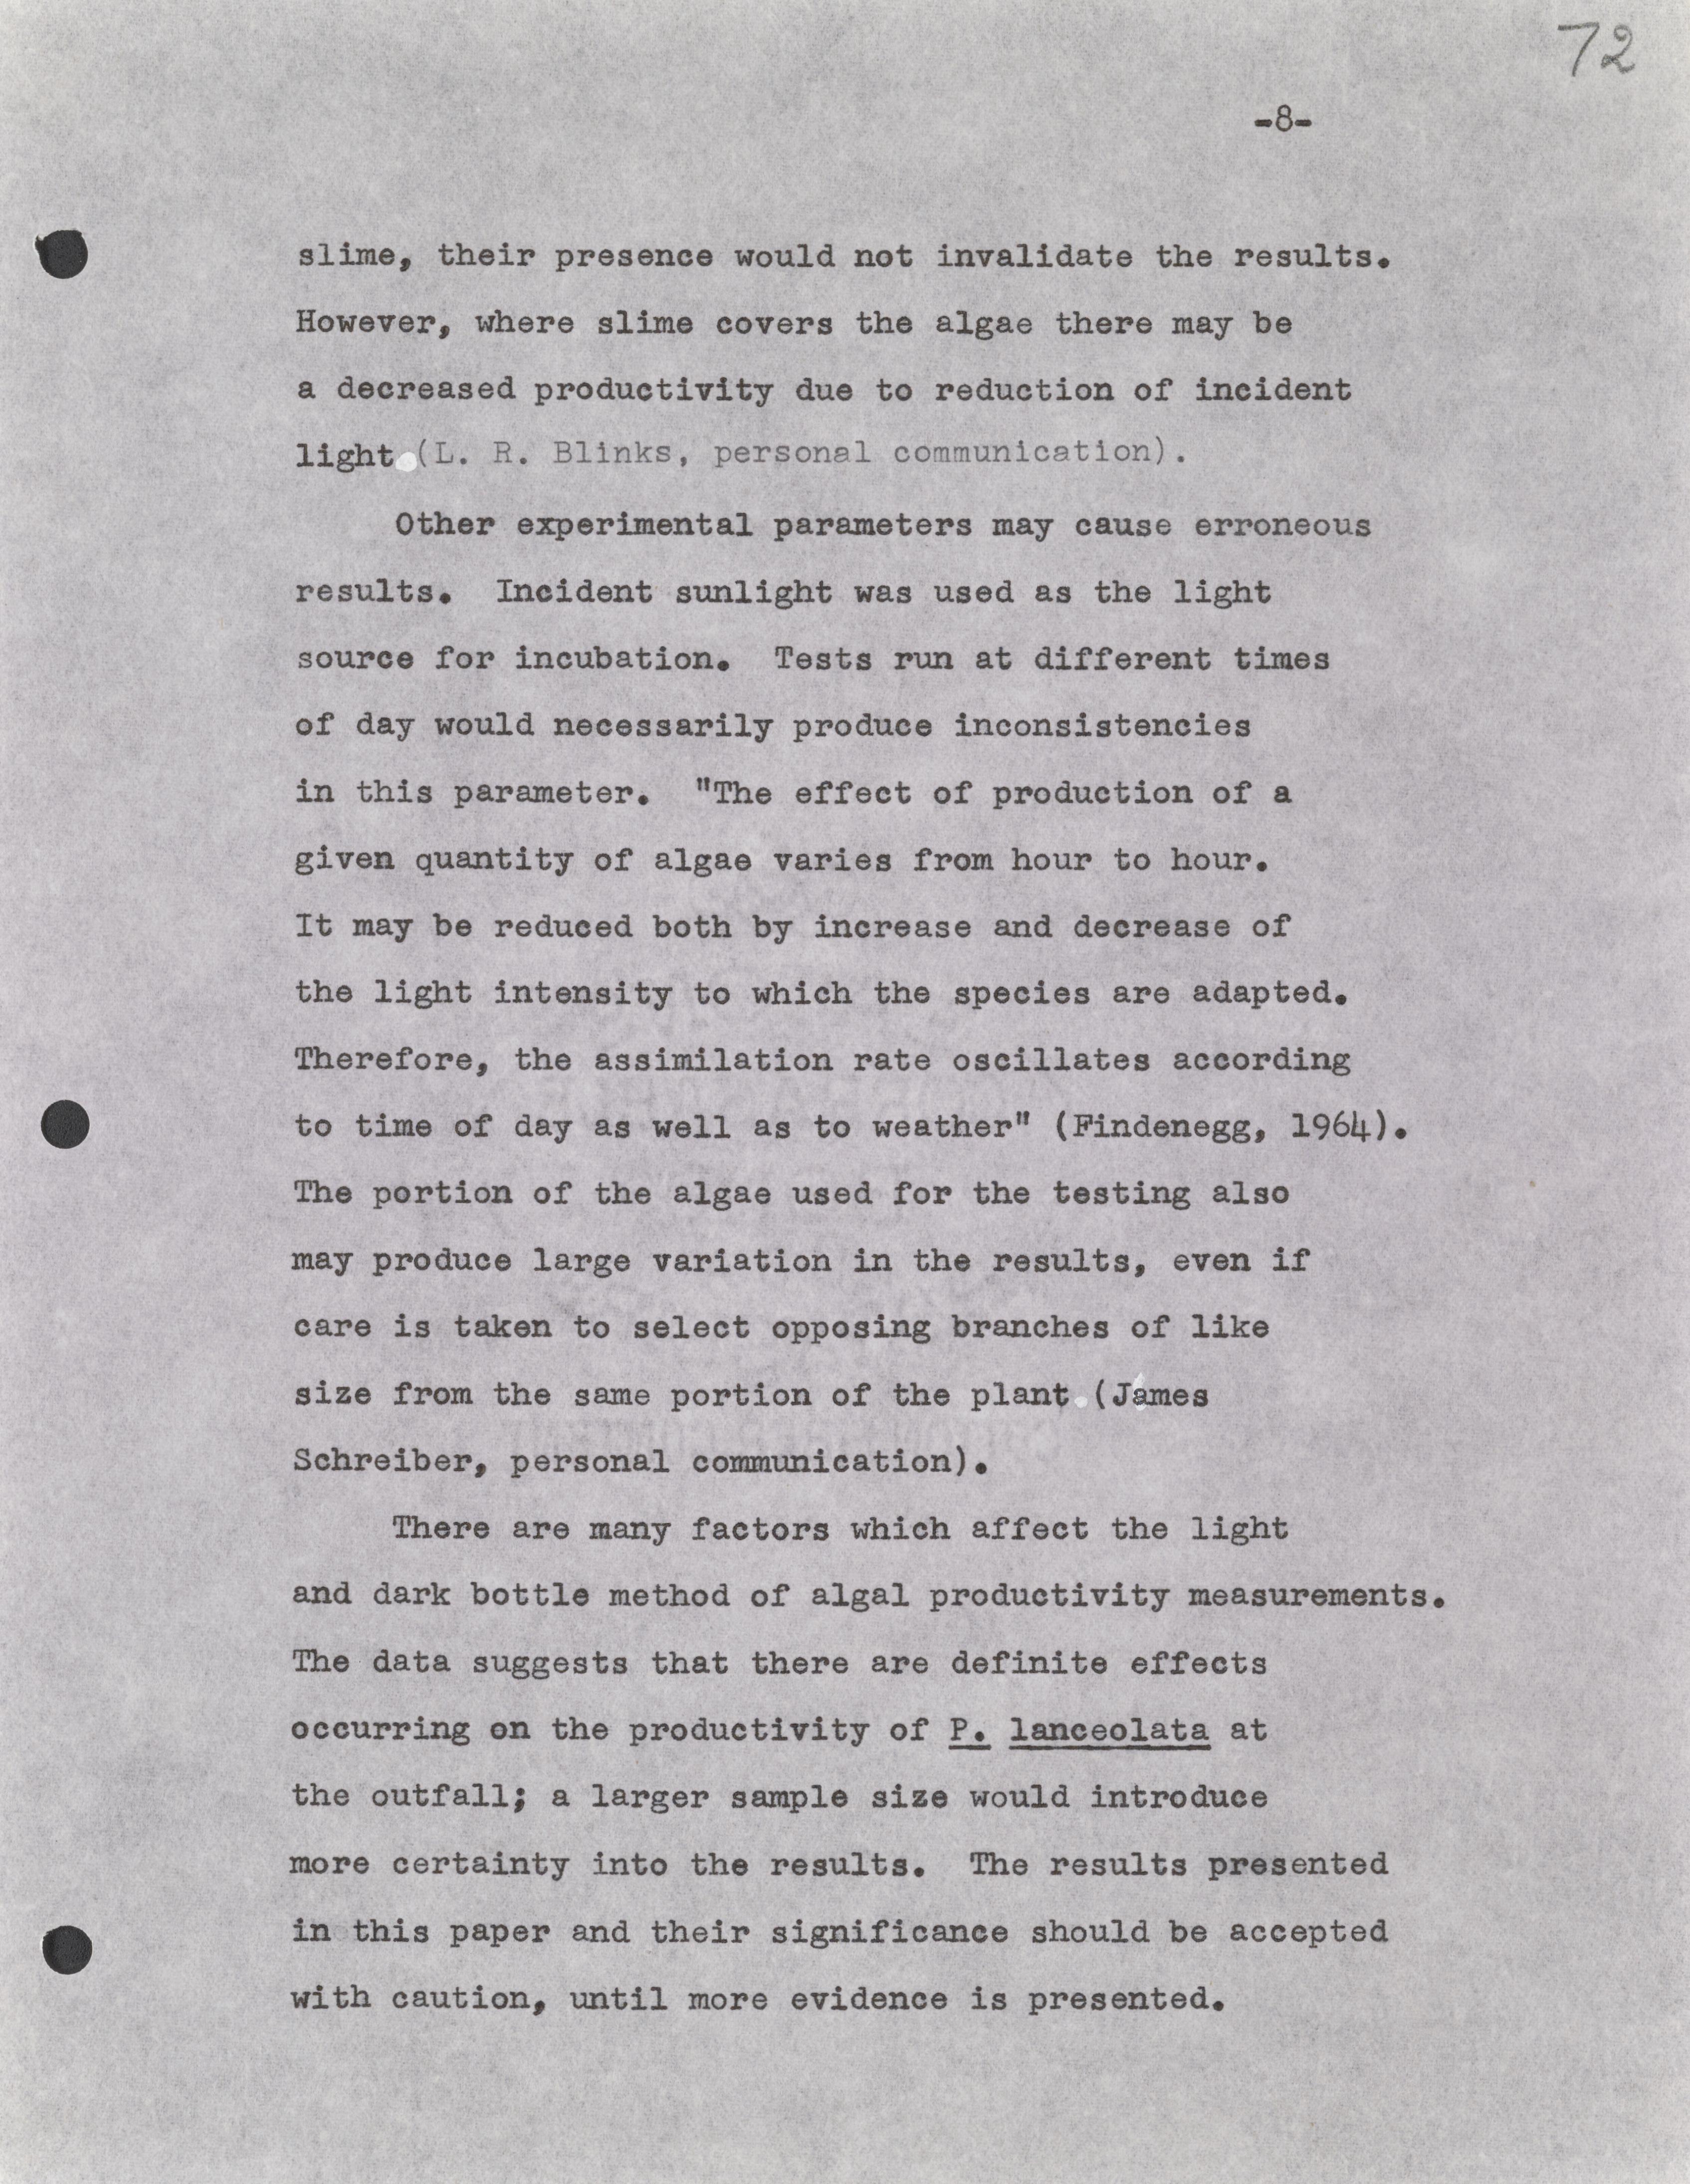 72
-8-
slime, their presence would not invalidate the results.
However, where slime covers the algae there may be
a decreased productivity due to reduction of incident
light (L. R. Blinks, personal communication).
Other experimental parameters may cause erroneous
results.  Incident sunlight was used as the light
source for incubation.  Tests run at different times
of day would necessarily produce inconsistencies
in this parameter.  "The effect of production of a
given quantity of algae varies from hour to hour.
It may be reduced both by increase and decrease of
the light intensity to which the species are adapted.
Therefore, the assimilation rate oscillates according
to time of day as well as to weather" (Findenegg, 1964).
The portion of the algae used for the testing also
may produce large variation in the results, even if
care is taken to select opposing branches of like
size from the same portion of the plant (James
Schreiber, personal communication).
There are many factors which affect the light
and dark bottle method of algal productivity measurements.
The data suggests that there are definite effects
occurring on the productivity of P. lanceolata at
the outfall; a larger sample size would introduce
more certainty into the results.  The results presented
in this paper and their significance should be accepted
with caution, until more evidence is presented.